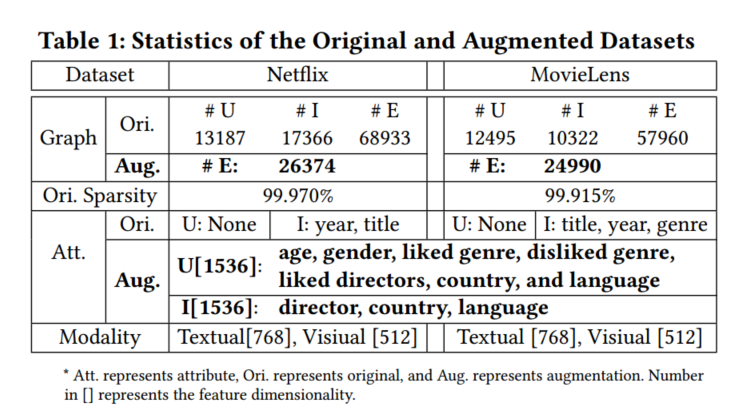 Table 1: Statistics of the Original and Augmented Datasets
Dataset Netflix MovieLens
Graph Ori. # U # I # E # U # I # E
13187 17366 68933 12495 10322 57960
Aug. # E: 26374 # E: 24990
Ori. Sparsity 99.970% 99.915%
Att. Ori. U: None I: year, title U: None I: title, year, genre
Aug. U[1536]: age, gender, liked genre, disliked genre,
liked directors, country, and language
I[1536]: director, country, language
Modality Textual[768], Visiual [512] Textual [768], Visiual [512]
* Att. represents attribute, Ori. represents original, and Aug. represents augmentation. Number
in [] represents the feature dimensionality.